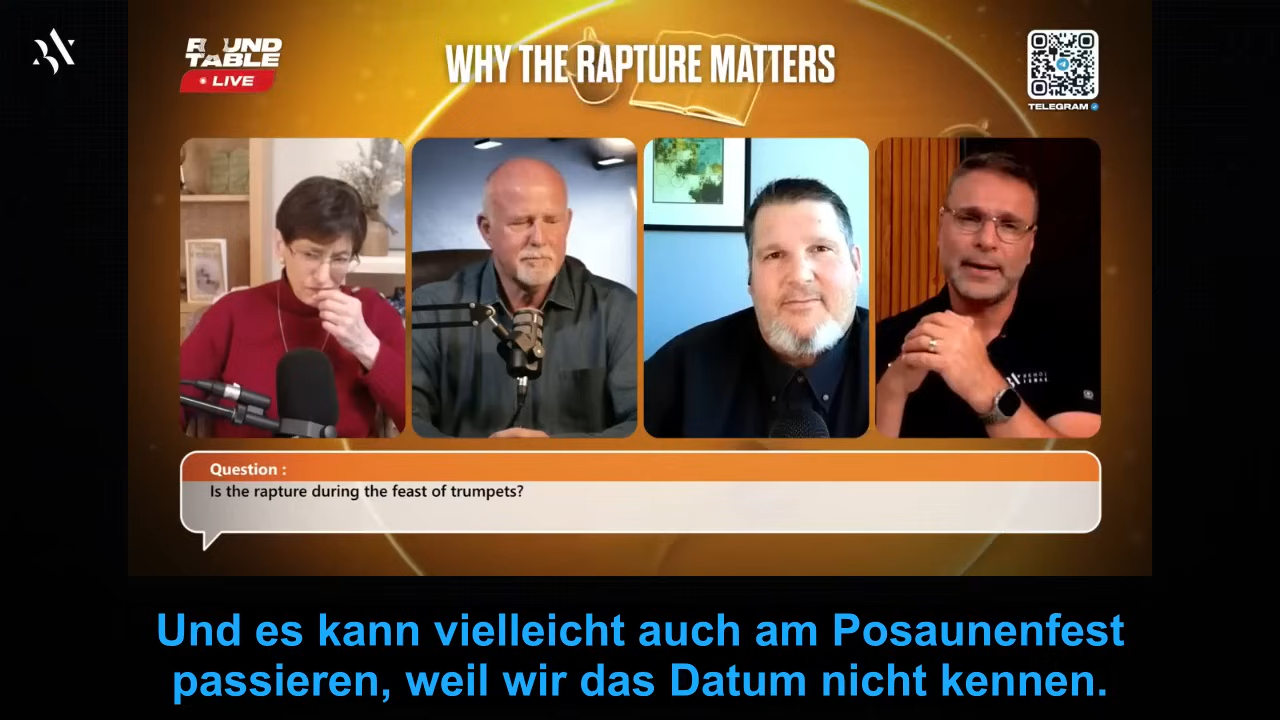 ROUND
TABLE
LIVE
WHY THE RAPTURE MATTERS
TELEGRAM
Question :
Is the rapture during the feast of trumpets?
Und es kann vielleicht auch am Posaunenfest
passieren, weil wir das Datum nicht kennen.